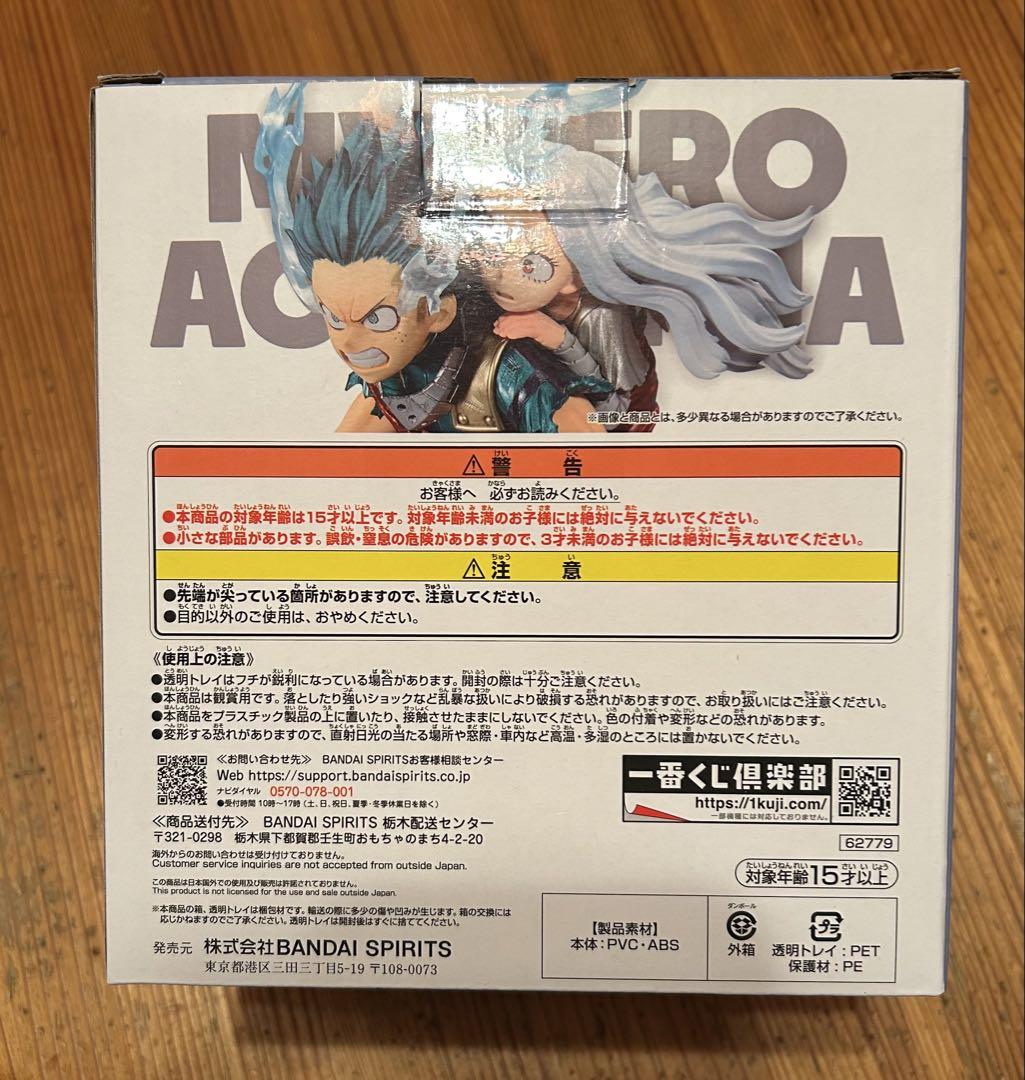 MY HERO
ACADEMIA
※画像と商品とは、多少異なる場合がありますのでご了承ください。
⚠警告
お客様へ 必ずお読みください。
●本商品の対象年齢は15才以上です。対象年齢未満のお子様には絶対に与えないでください。
●小さな部品があります。誤飲・窒息の危険がありますので、3才未満のお子様には絶対に与えないでください。
⚠注意
●先端が尖っている箇所がありますので、注意してください。
●目的以外のご使用は、おやめください。
《使用上の注意》
●透明トレイはフチが鋭利になっている場合があります。開封の際は十分ご注意ください。
●本商品は観賞用です。落としたり強いショックなど乱暴な扱いにより破損する恐れがありますので、お取り扱いにはご注意ください。
●本商品をプラスチック製品の上に置いたり、接触させたままにしないでください。色の付着や変形などの恐れがあります。
●変形する恐れがありますので、直射日光の当たる場所や窓際・車内など高温・多湿のところには置かないでください。
≪お問い合わせ先≫ BANDAI SPIRITSお客様相談センター
Web https://support.bandaispirits.co.jp
ナビダイヤル 0570-078-001
●受付時間 10時～17時(土、日、祝日、夏季・冬季休業日を除く)
≪商品送付先≫ BANDAI SPIRITS 栃木配送センター
〒321-0298 栃木県下都賀郡壬生町おもちゃのまち4-2-20
海外からのお問い合わせは受け付けておりません。
Customer service inquiries are not accepted from outside Japan.
この商品は日本国外での使用及び販売は許諾されておりません。
This product is not licensed for the use and sale outside Japan.
※本商品の箱、透明トレイは梱包材です。輸送の際に多少の傷や凹みが生じます。箱の交換には
応じかねますのでご了承ください。透明トレイは開封後はすぐに捨ててください。
発売元 株式会社BANDAI SPIRITS
東京都港区三田三丁目5-19 〒108-0073
一番くじ倶楽部
https://1kuji.com/
一部機種には対応しておりません。
62779
対象年齢15才以上
【製品素材】
本体:PVC・ABS
ダンボール
外箱
プラ
透明トレイ:PET
保護材:PE